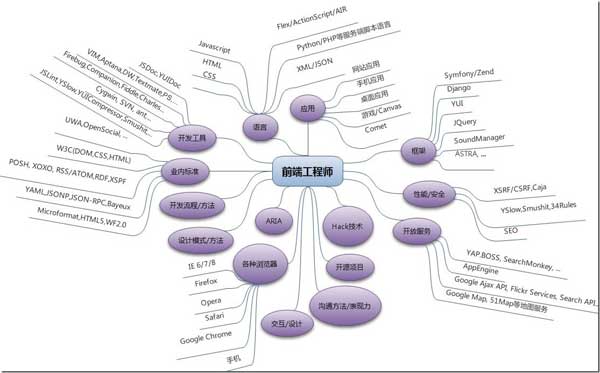 前端工程师
语言
Javascript
HTML
CSS
Flex/ActionScript/AIR
Python/PHP等服务端脚本语言
XML/JSON
应用
网站应用
手机应用
桌面应用
游戏/Canvas
Comet
框架
Symfony/Zend
Django
YUI
JQuery
SoundManager
ASTRA, ...
性能/安全
XSRF/CSRF,Caja
YSlow,Smushit,34Rules
SEO
开放服务
YAP,BOSS, SearchMonkey, ...
AppEngine
Google Ajax API, Flickr Services, Search API,
Google Map, 51Map等地图服务
Hack技术
开源项目
沟通方法/表现力
交互/设计
ARIA
各种浏览器
IE 6/7/8
Firefox
Opera
Safari
Google Chrome
手机
设计模式/方法
开发流程/方法
业内标准
UWA,OpenSocial, ...
W3C(DOM,CSS,HTML)
POSH, XOXO, RSS/ATOM,RDF,XSPF
YAML,JSONP,JSON-RPC,Bayeux
Microformat,HTML5,WF2.0
开发工具
JSDoc,YUIDoc
VIM,Aptana,DW,Textmate,PS...
Firebug,Companion,Fiddle,Charles...
Cygwin, SVN, ant,...
JSLint,YSlow,YUICompressor,Smushit,...